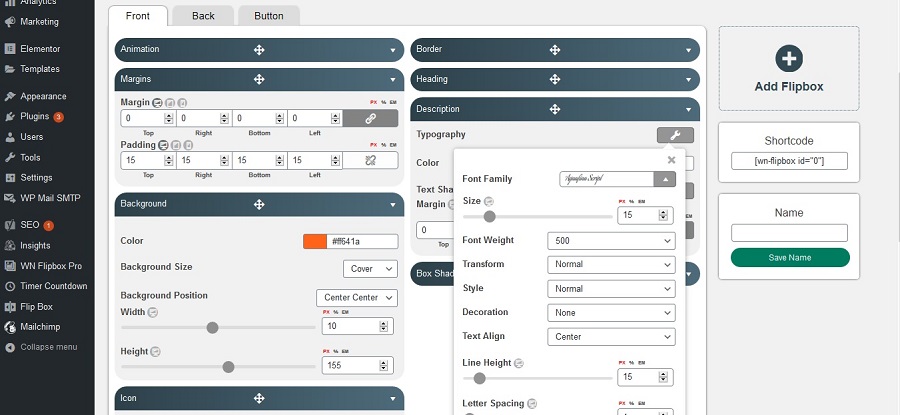 Analytics
Marketing
Elementor
Templates
Appearance
Plugins 3
Users
Tools
Settings
WP Mail SMTP
SEO 1
Insights
WN Flipbox Pro
Timer Countdown
Flip Box
Mailchimp
Collapse menu
Front Back Button
Animation
Margins
Margin PX % EM
0 0 0 0
Top Right Bottom Left
Padding PX % EM
15 15 15 15
Top Right Bottom Left
Background
Color #ff641a
Background Size Cover
Background Position Center Center
Width PX % EM
10
Height PX % EM
155
Icon
Border
Heading
Description
Typography
Color
Text Sha
Margin
0
Top
Box Shad
×
Font Family Aguafina Script
Size PX % EM
15
Font Weight 500
Transform Normal
Style Normal
Decoration None
Text Align Center
Line Height PX % EM
15
Letter Spacing PX % EM
Add Flipbox
Shortcode
[wn-flipbox id="0"]
Name
Save Name